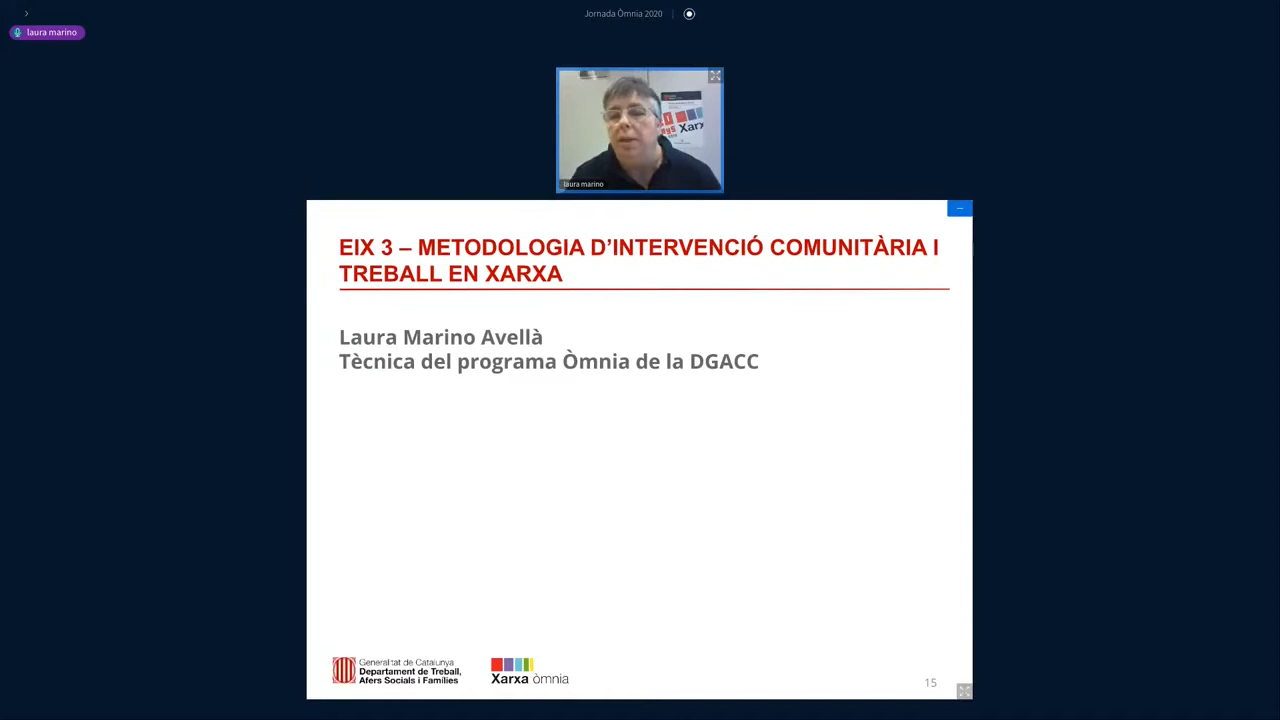 Jornada Òmnia 2020
laura marino
Xarx
laura marino
EIX 3 – METODOLOGIA D’INTERVENCIÓ COMUNITÀRIA I
TREBALL EN XARXA
Laura Marino Avellà
Tècnica del programa Òmnia de la DGACC
Generalitat de Catalunya
Departament de Treball,
Afers Socials i Famílies
Xarxa òmnia
15